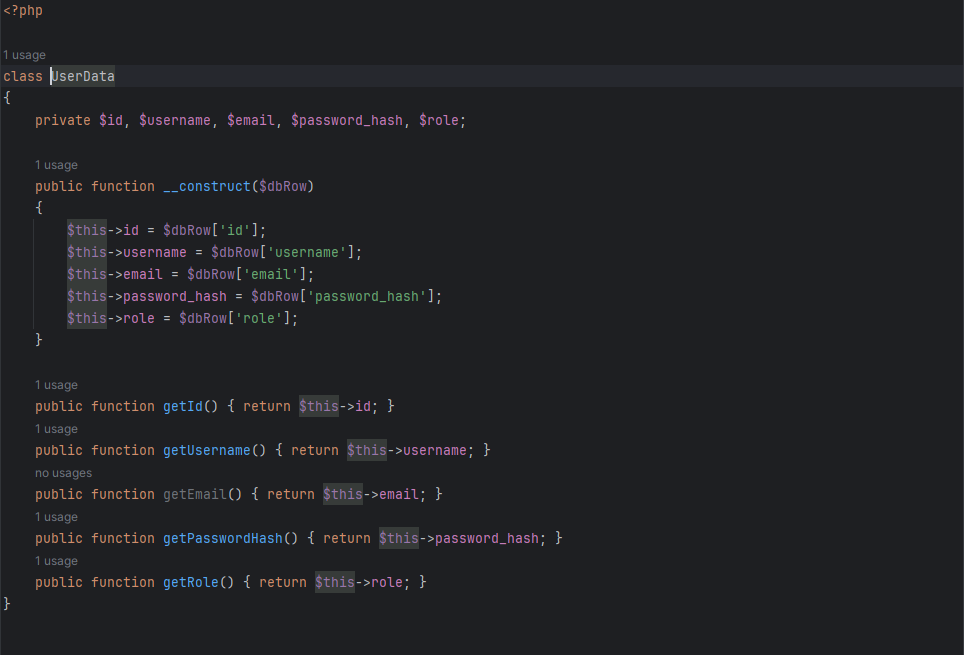 <?php
1 usage
class UserData
{
    private $id, $username, $email, $password_hash, $role;
    1 usage
    public function __construct($dbRow)
    {
        $this->id = $dbRow['id'];
        $this->username = $dbRow['username'];
        $this->email = $dbRow['email'];
        $this->password_hash = $dbRow['password_hash'];
        $this->role = $dbRow['role'];
    }
    1 usage
    public function getId() { return $this->id; }
    1 usage
    public function getUsername() { return $this->username; }
    no usages
    public function getEmail() { return $this->email; }
    1 usage
    public function getPasswordHash() { return $this->password_hash; }
    1 usage
    public function getRole() { return $this->role; }
}